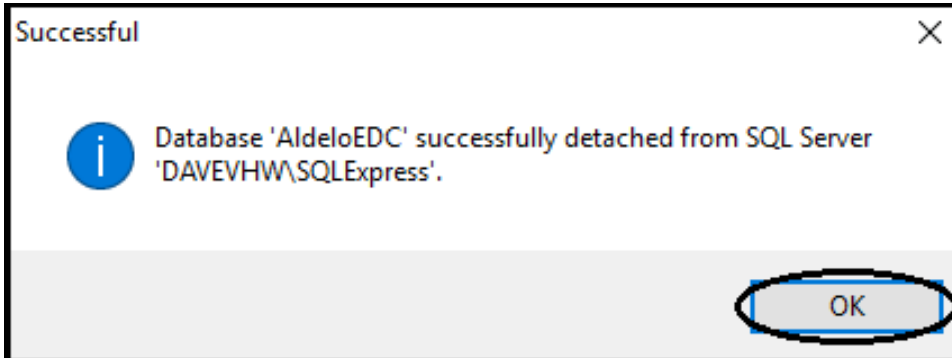 Successful
Database 'AldeloEDC' successfully detached from SQL Server
'DAVEVHW\SQLExpress'.
OK